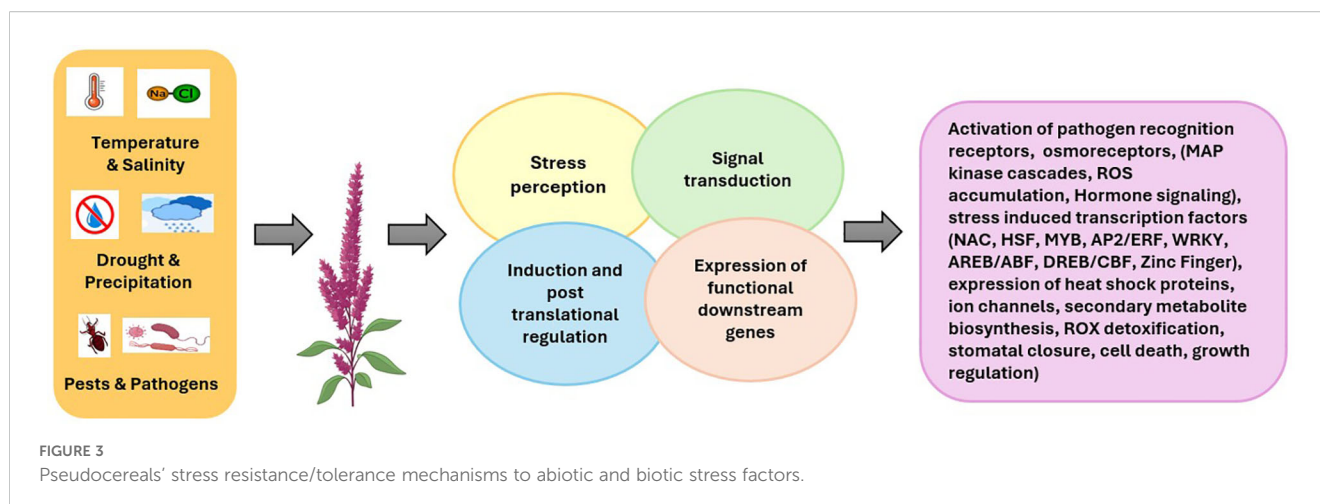 Na
Cl
Temperature
& Salinity
Drought &
Precipitation
Pests & Pathogens
Stress
perception
Signal
transduction
Induction and
post
translational
regulation
Expression of
functional
downstream
genes
Activation of pathogen recognition
receptors, osmoreceptors, (MAP
kinase cascades, ROS
accumulation, Hormone signaling),
stress induced transcription factors
(NAC, HSF, MYB, AP2/ERF, WRKY,
AREB/ABF, DREB/CBF, Zinc Finger),
expression of heat shock proteins,
ion channels, secondary metabolite
biosynthesis, ROX detoxification,
stomatal closure, cell death, growth
regulation)
FIGURE 3
Pseudocereals’ stress resistance/tolerance mechanisms to abiotic and biotic stress factors.